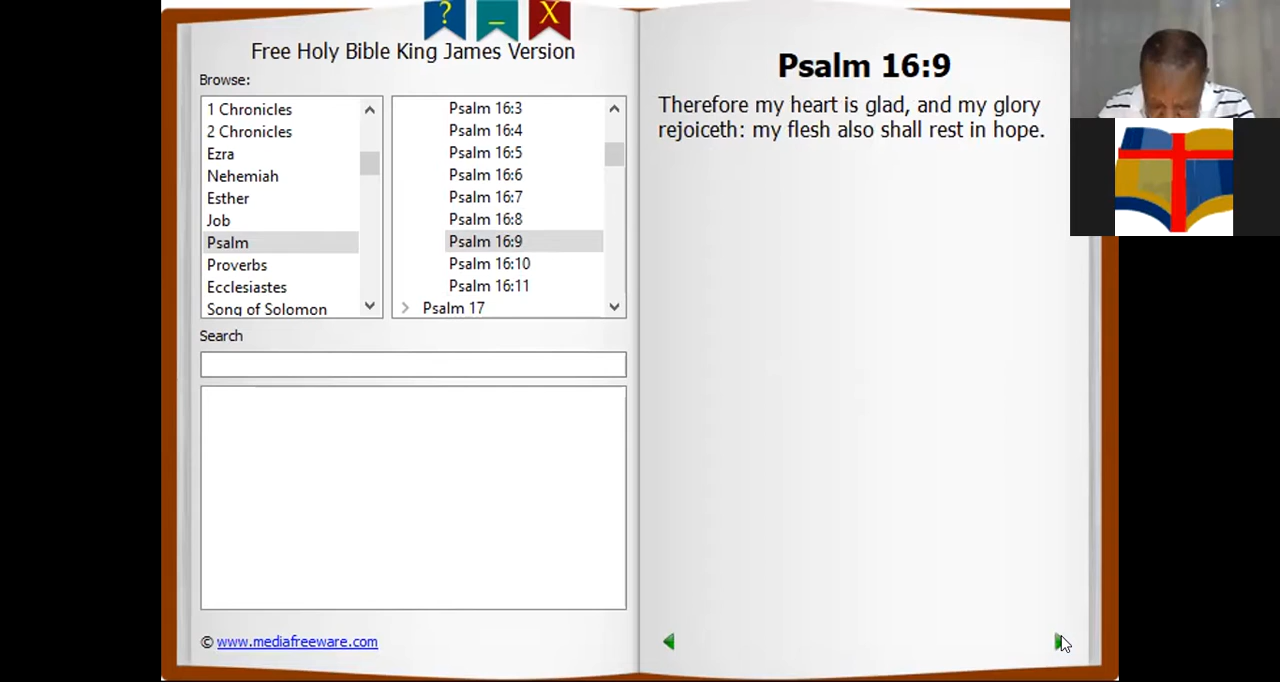 ? _ X
Free Holy Bible King James Version
Browse:
1 Chronicles
2 Chronicles
Ezra
Nehemiah
Esther
Job
Psalm
Proverbs
Ecclesiastes
Song of Solomon
Psalm 16:3
Psalm 16:4
Psalm 16:5
Psalm 16:6
Psalm 16:7
Psalm 16:8
Psalm 16:9
Psalm 16:10
Psalm 16:11
Psalm 17
Search
© www.mediafreeware.com
Psalm 16:9
Therefore my heart is glad, and my glory
rejoiceth: my flesh also shall rest in hope.